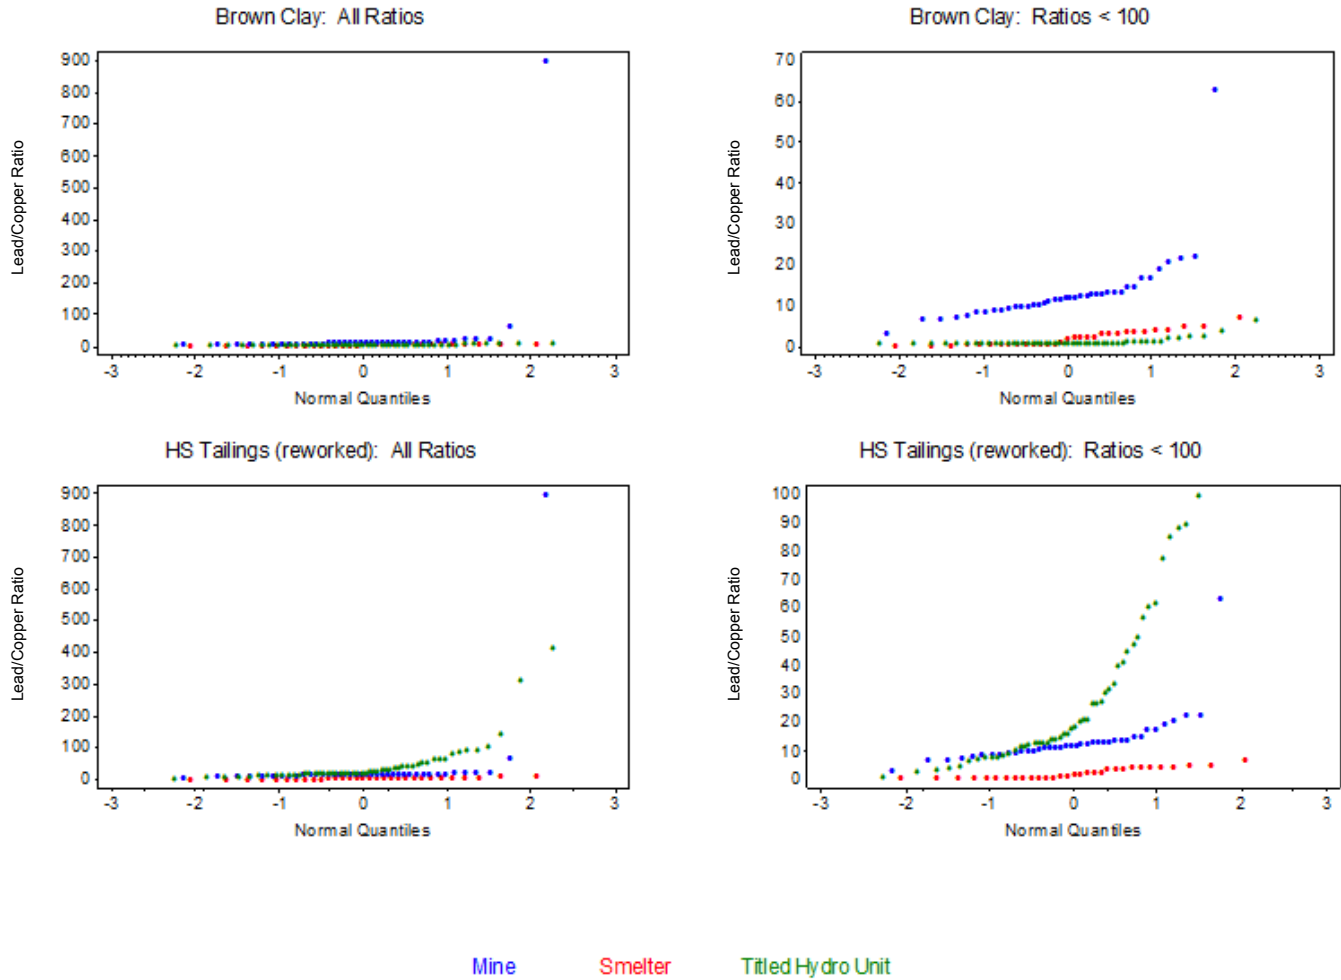 Brown Clay: All Ratios
Lead/Copper Ratio
900
800
700
600
500
400
300
200
100
0
-3 -2 -1 0 1 2 3
Normal Quantiles
Brown Clay: Ratios < 100
Lead/Copper Ratio
70
60
50
40
30
20
10
0
-3 -2 -1 0 1 2 3
Normal Quantiles
HS Tailings (reworked): All Ratios
Lead/Copper Ratio
900
800
700
600
500
400
300
200
100
0
-3 -2 -1 0 1 2 3
Normal Quantiles
HS Tailings (reworked): Ratios < 100
Lead/Copper Ratio
100
90
80
70
60
50
40
30
20
10
0
-3 -2 -1 0 1 2 3
Normal Quantiles
Mine Smelter Titled Hydro Unit